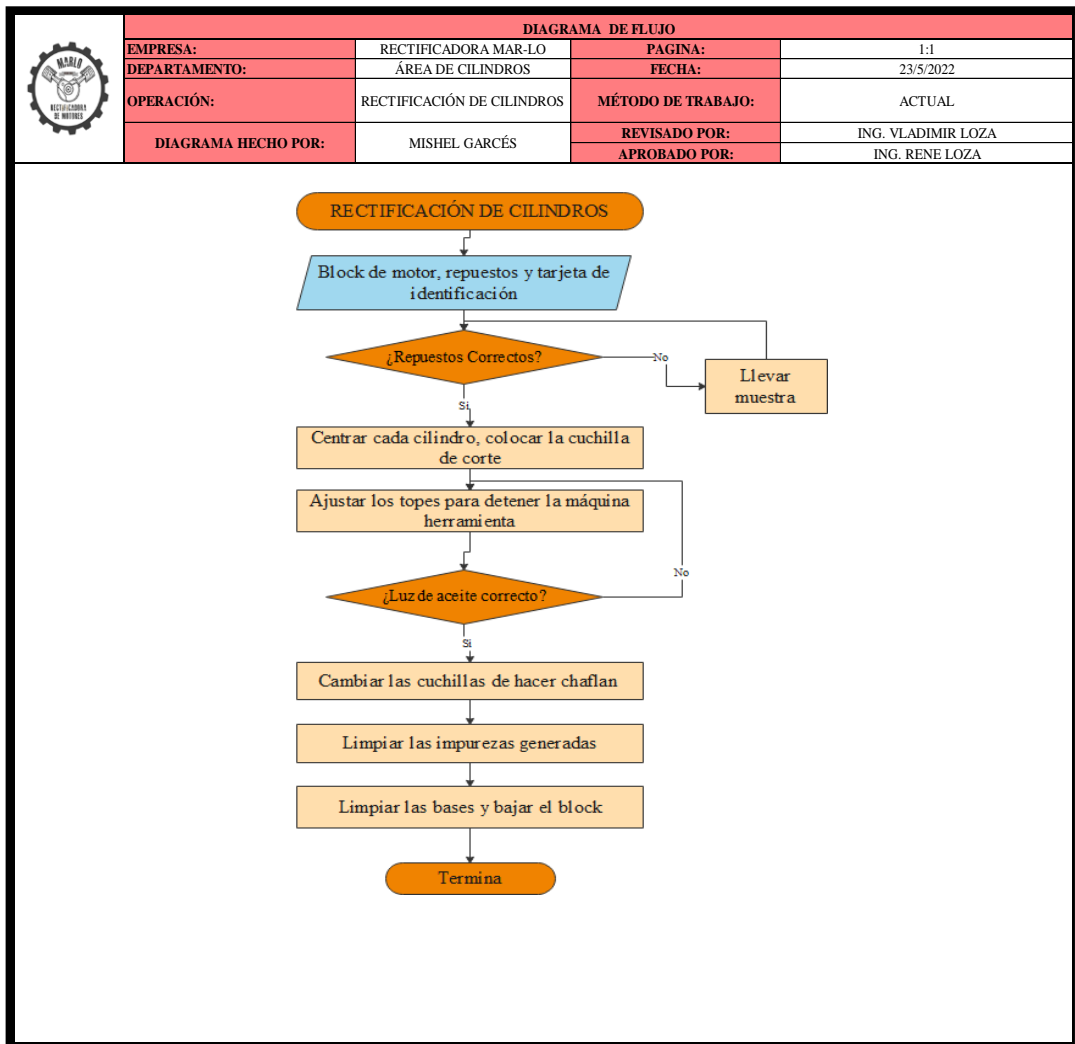 DIAGRAMA DE FLUJO
EMPRESA: RECTIFICADORA MAR-LO PAGINA: 1:1
DEPARTAMENTO: ÁREA DE CILINDROS FECHA: 23/5/2022
OPERACIÓN: RECTIFICACIÓN DE CILINDROS MÉTODO DE TRABAJO: ACTUAL
DIAGRAMA HECHO POR: MISHEL GARCÉS
REVISADO POR: ING. VLADIMIR LOZA
APROBADO POR: ING. RENE LOZA
MARLO
RECTIFICADORA
DE MOTORES
RECTIFICACIÓN DE CILINDROS
Block de motor, repuestos y tarjeta de
identificación
¿Repuestos Correctos?
No
Llevar
muestra
Si
Centrar cada cilindro, colocar la cuchilla
de corte
Ajustar los topes para detener la máquina
herramienta
No
¿Luz de aceite correcto?
Si
Cambiar las cuchillas de hacer chaflan
Limpiar las impurezas generadas
Limpiar las bases y bajar el block
Termina